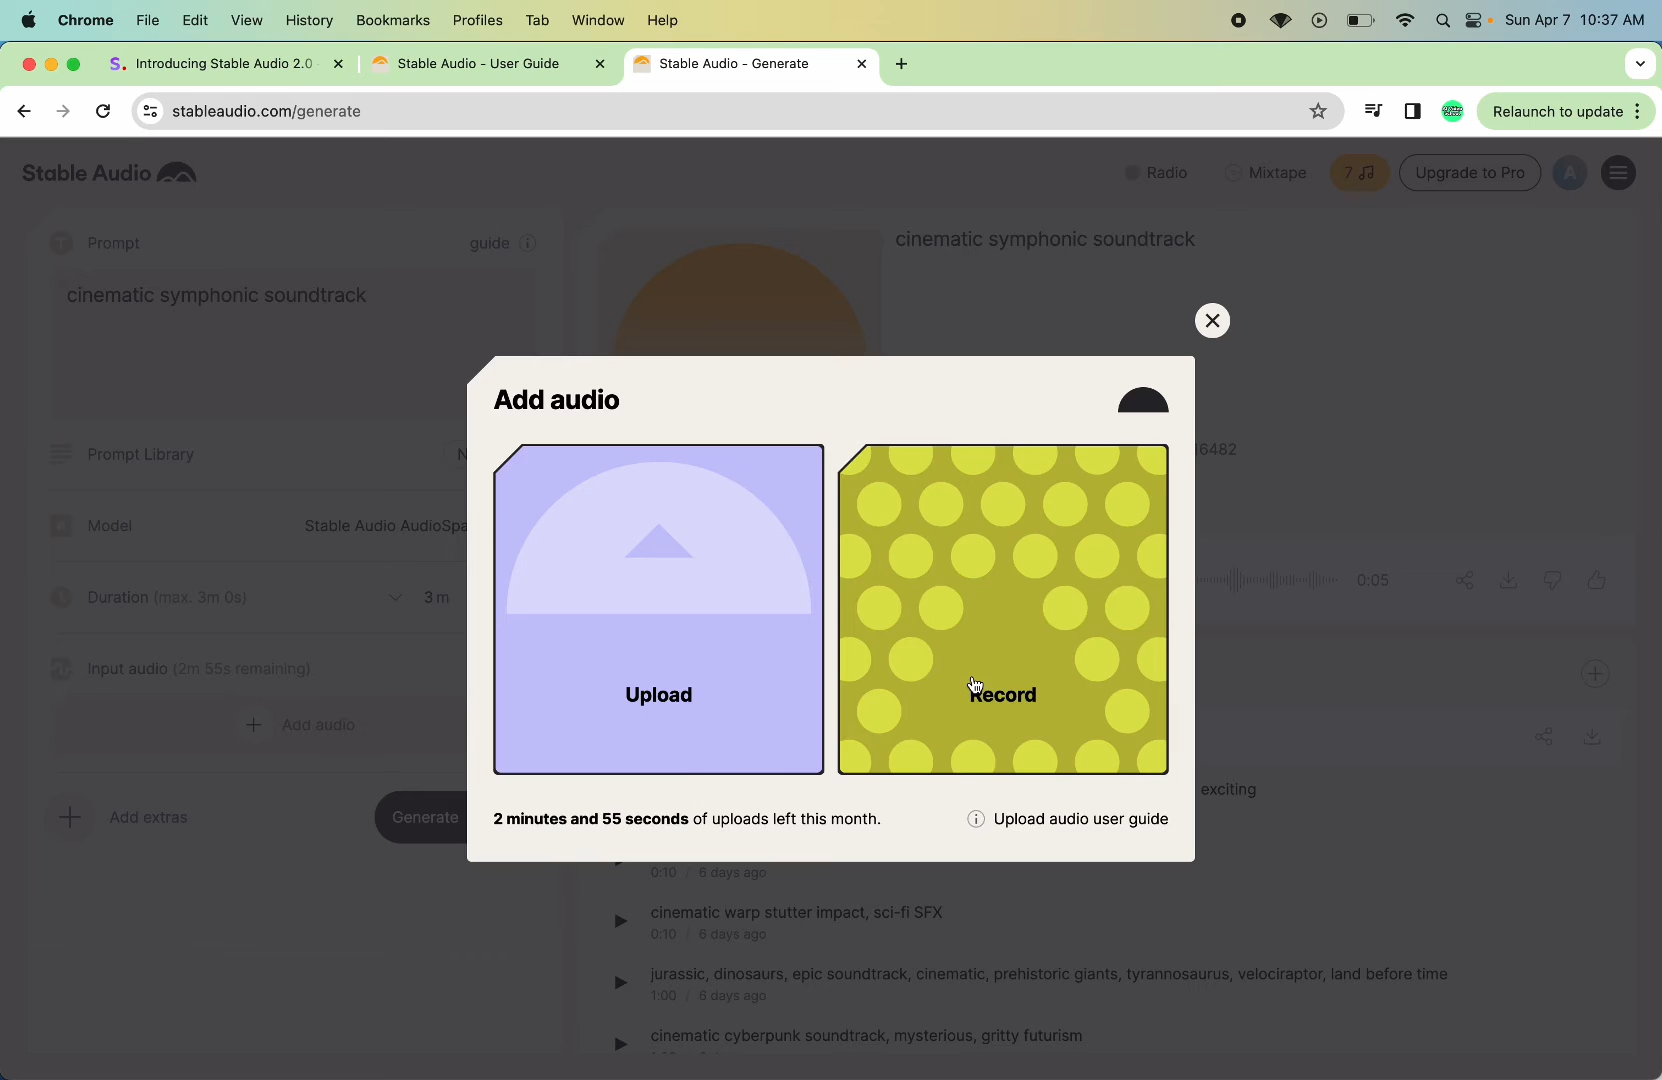 Chrome File Edit View History Bookmarks Profiles Tab Window Help Sun Apr 7 10:37 AM
S. Introducing Stable Audio 2.0 Stable Audio - User Guide Stable Audio - Generate
stableaudio.com/generate Relaunch to update
Stable Audio Radio Mixtape 7 Upgrade to Pro A
Prompt guide
cinematic symphonic soundtrack
cinematic symphonic soundtrack
Add audio
Prompt Library N
16482
Model Stable Audio AudioSpa
Duration (max. 3m 0s) 3 m
0:05
Input audio (2m 55s remaining)
Add audio
Upload
Record
Add extras Generate
2 minutes and 55 seconds of uploads left this month. Upload audio user guide
exciting
0:10 / 6 days ago
cinematic warp stutter impact, sci-fi SFX
0:10 / 6 days ago
jurassic, dinosaurs, epic soundtrack, cinematic, prehistoric giants, tyrannosaurus, velociraptor, land before time
1:00 / 6 days ago
cinematic cyberpunk soundtrack, mysterious, gritty futurism